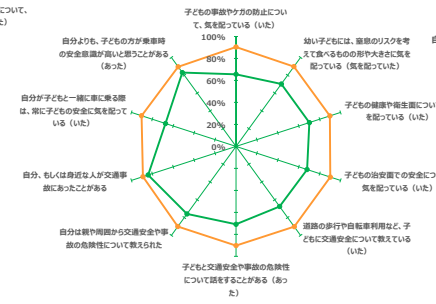 について、
た）
自
子どもの事故やケガの防止につい
て、気を配っている（いた）
自分よりも、子どもの方が乗車時
の安全意識が高いと思うことがある
（あった）
幼い子どもには、窒息のリスクを考
えて食べるものの形や大きさに気を
配っている（気を配っていた）
100%
80%
60%
40%
20%
0%
自分が子どもと一緒に車に乗る際
は、常に子どもの安全に気を配って
いる（いた）
子どもの健康や衛生面につい
を配っている（いた）
自分、もしくは身近な人が交通事
故にあったことがある
子どもの治安面での安全につ
気を配っている（いた）
自分は親や周囲から交通安全や事
故の危険性について教えられた
道路の歩行や自転車利用など、子
どもに交通安全について教えている
（いた）
子どもと交通安全や事故の危険性
について話をすることがある（あっ
た）